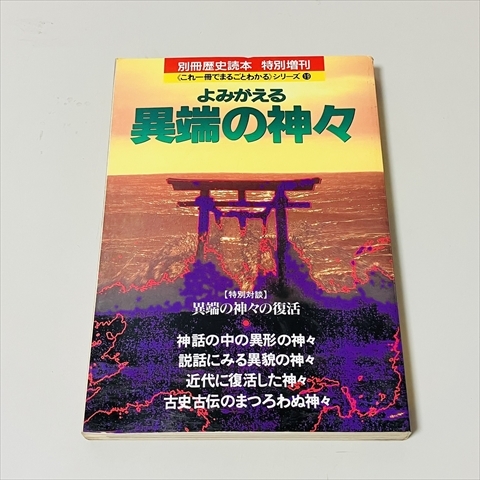 別冊歴史読本 特別増刊
〈これ一冊でまるごとわかる〉シリーズ⑲
よみがえる
異端の神々
【特別対談】
異端の神々の復活
神話の中の異形の神々
説話にみる異貌の神々
近代に復活した神々
古史古伝のまつろわぬ神々